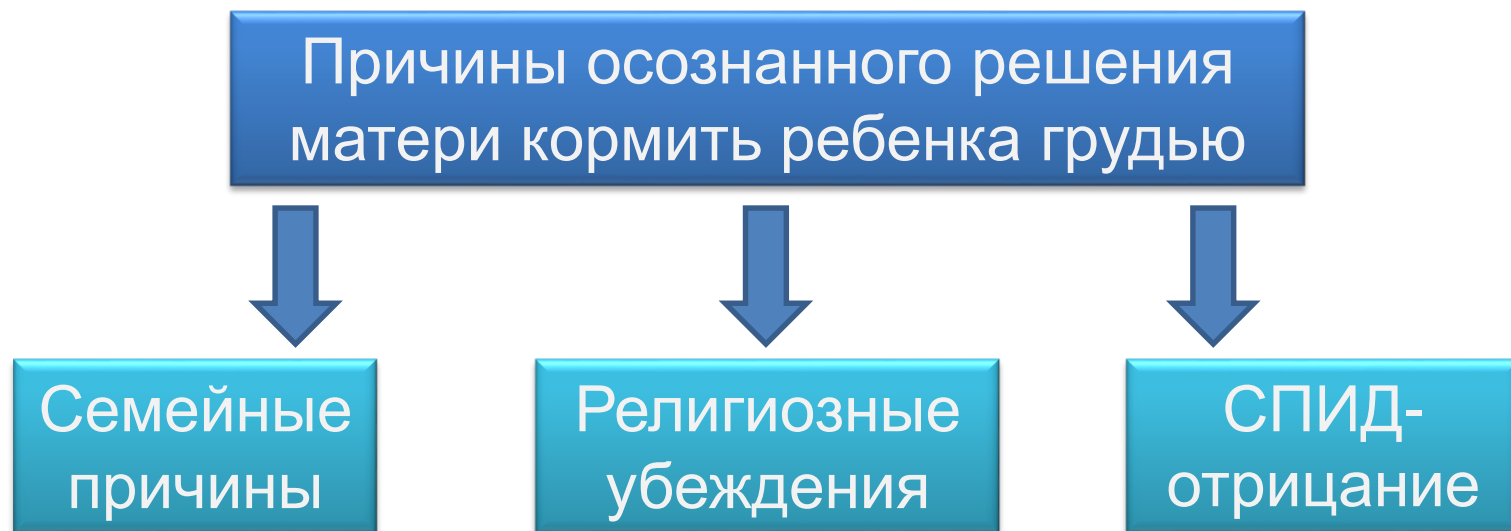 Причины осознанного решения
матери кормить ребенка грудью
Семейные
причины
Религиозные
убеждения
СПИД-
отрицание